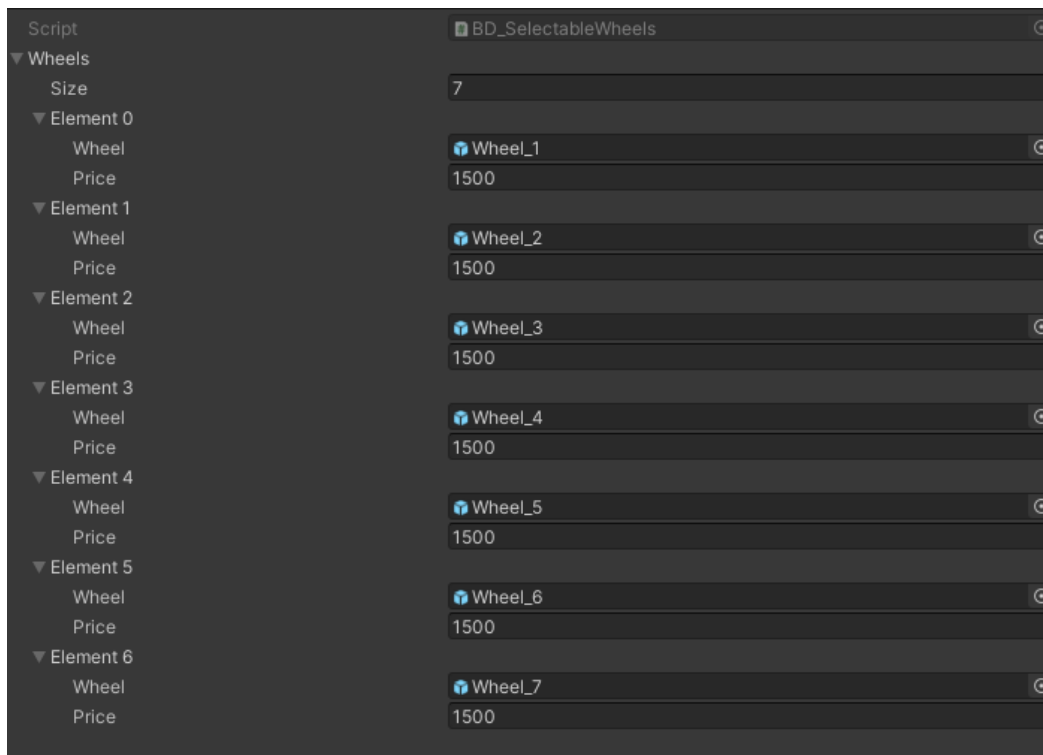 Script BD_SelectableWheels
Wheels
Size 7
Element 0
Wheel Wheel_1
Price 1500
Element 1
Wheel Wheel_2
Price 1500
Element 2
Wheel Wheel_3
Price 1500
Element 3
Wheel Wheel_4
Price 1500
Element 4
Wheel Wheel_5
Price 1500
Element 5
Wheel Wheel_6
Price 1500
Element 6
Wheel Wheel_7
Price 1500